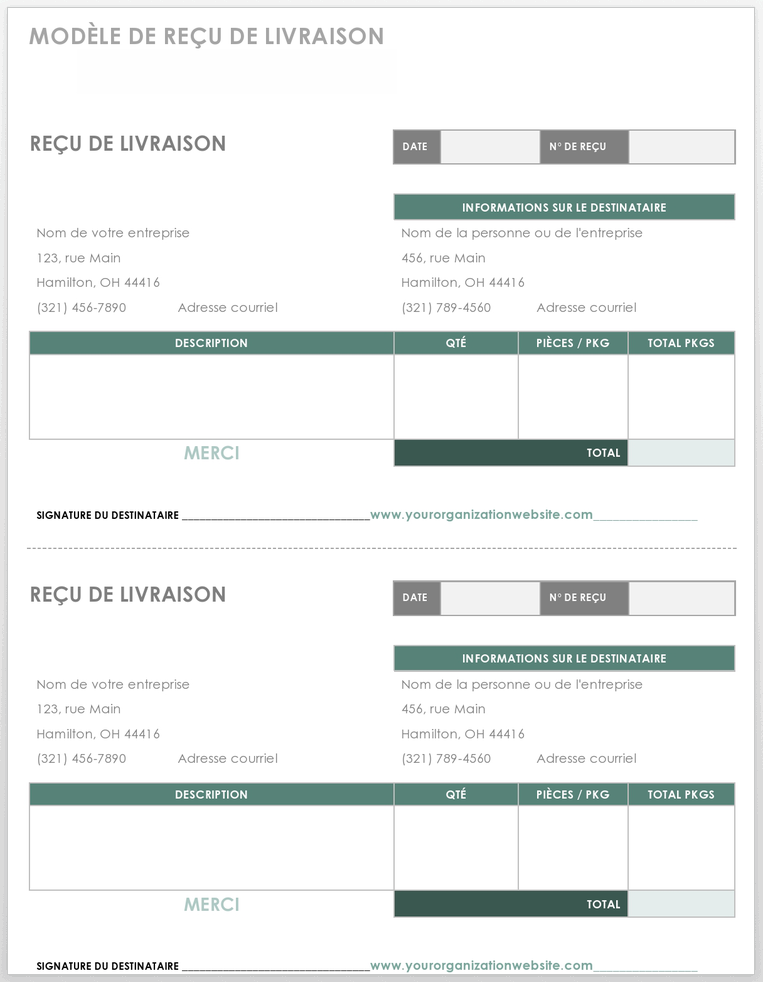 MODÈLE DE REÇU DE LIVRAISON
REÇU DE LIVRAISON
DATE
N° DE REÇU
INFORMATIONS SUR LE DESTINATAIRE
Nom de votre entreprise
Nom de la personne ou de l'entreprise
123, rue Main
456, rue Main
Hamilton, OH 44416
Hamilton, OH 44416
(321) 456-7890 Adresse courriel
(321) 789-4560 Adresse courriel
DESCRIPTION QTÉ PIÈCES / PKG TOTAL PKGS
MERCI
TOTAL
SIGNATURE DU DESTINATAIRE ________________________________www.yourorganizationwebsite.com________________
REÇU DE LIVRAISON
DATE
N° DE REÇU
INFORMATIONS SUR LE DESTINATAIRE
Nom de votre entreprise
Nom de la personne ou de l'entreprise
123, rue Main
456, rue Main
Hamilton, OH 44416
Hamilton, OH 44416
(321) 456-7890 Adresse courriel
(321) 789-4560 Adresse courriel
DESCRIPTION QTÉ PIÈCES / PKG TOTAL PKGS
MERCI
TOTAL
SIGNATURE DU DESTINATAIRE ________________________________www.yourorganizationwebsite.com________________